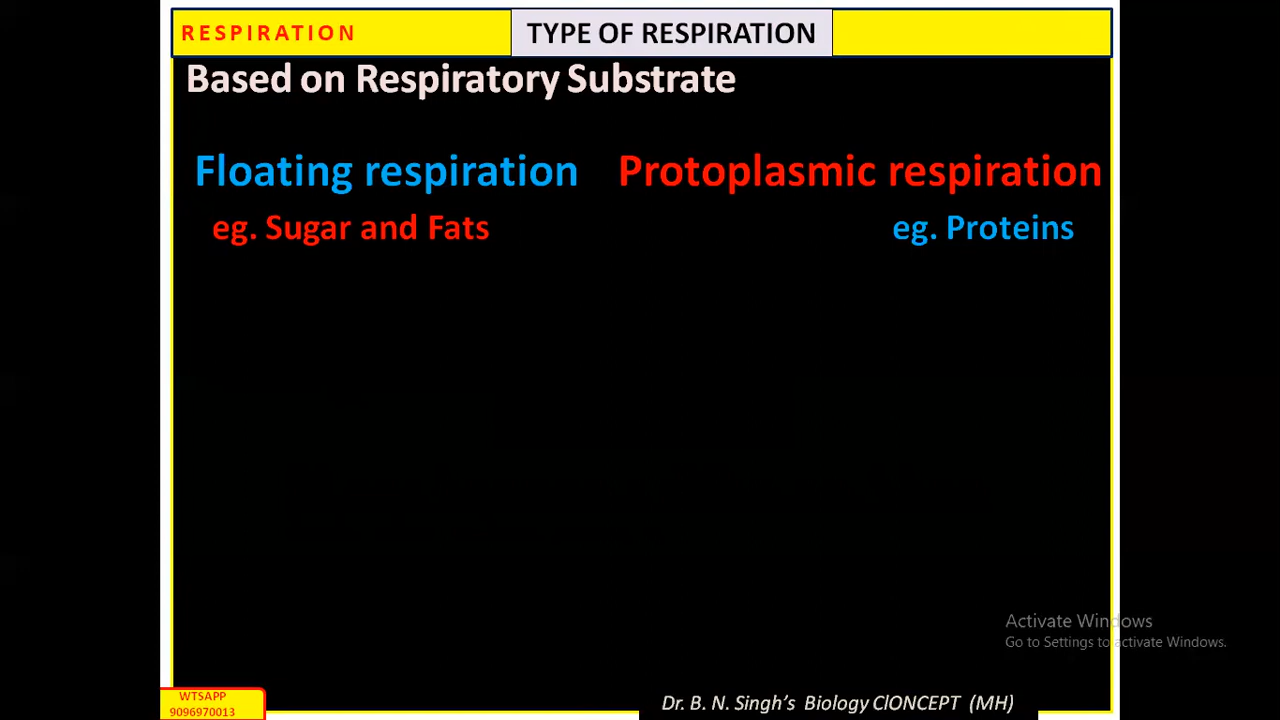 RESPIRATION
TYPE OF RESPIRATION
Based on Respiratory Substrate
Floating respiration Protoplasmic respiration
eg. Sugar and Fats eg. Proteins
Activate Windows
Go to Settings to activate Windows.
WTSAPP
9096970013
Dr. B. N. Singh's Biology ClONCEPT (MH)